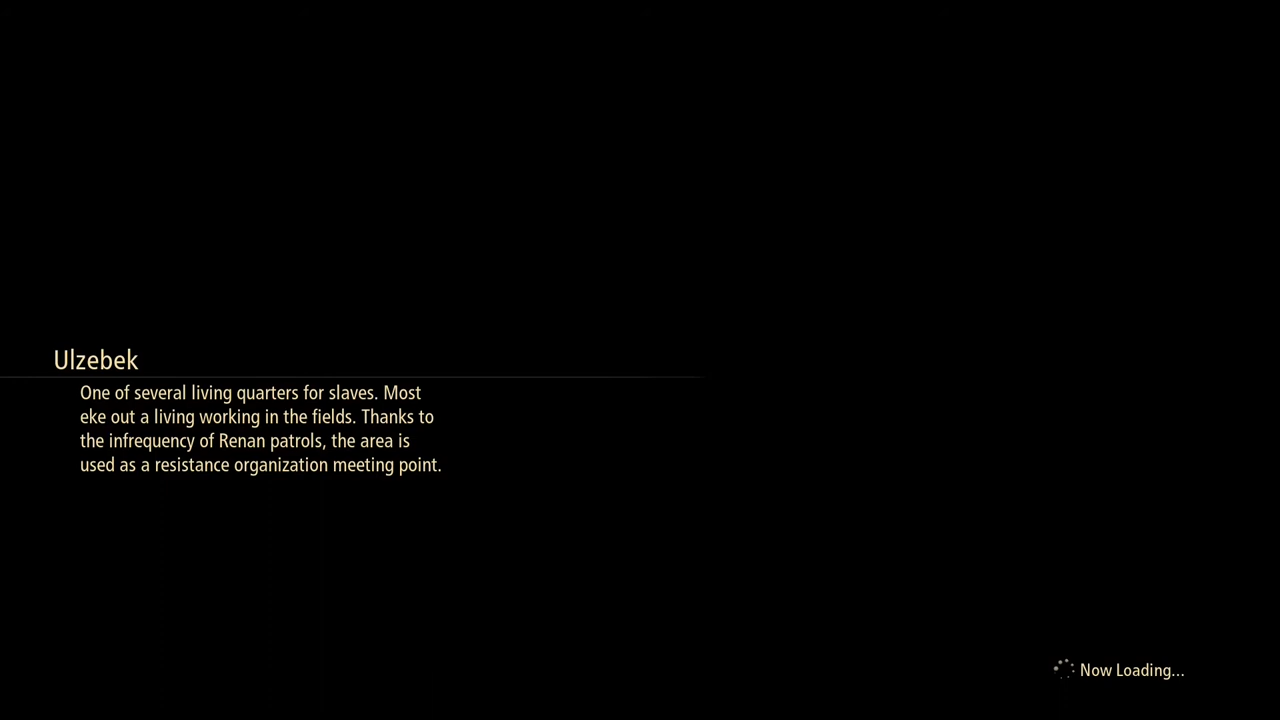 Ulzebek
One of several living quarters for slaves. Most
eke out a living working in the fields. Thanks to
the infrequency of Renan patrols, the area is
used as a resistance organization meeting point.
Now Loading...